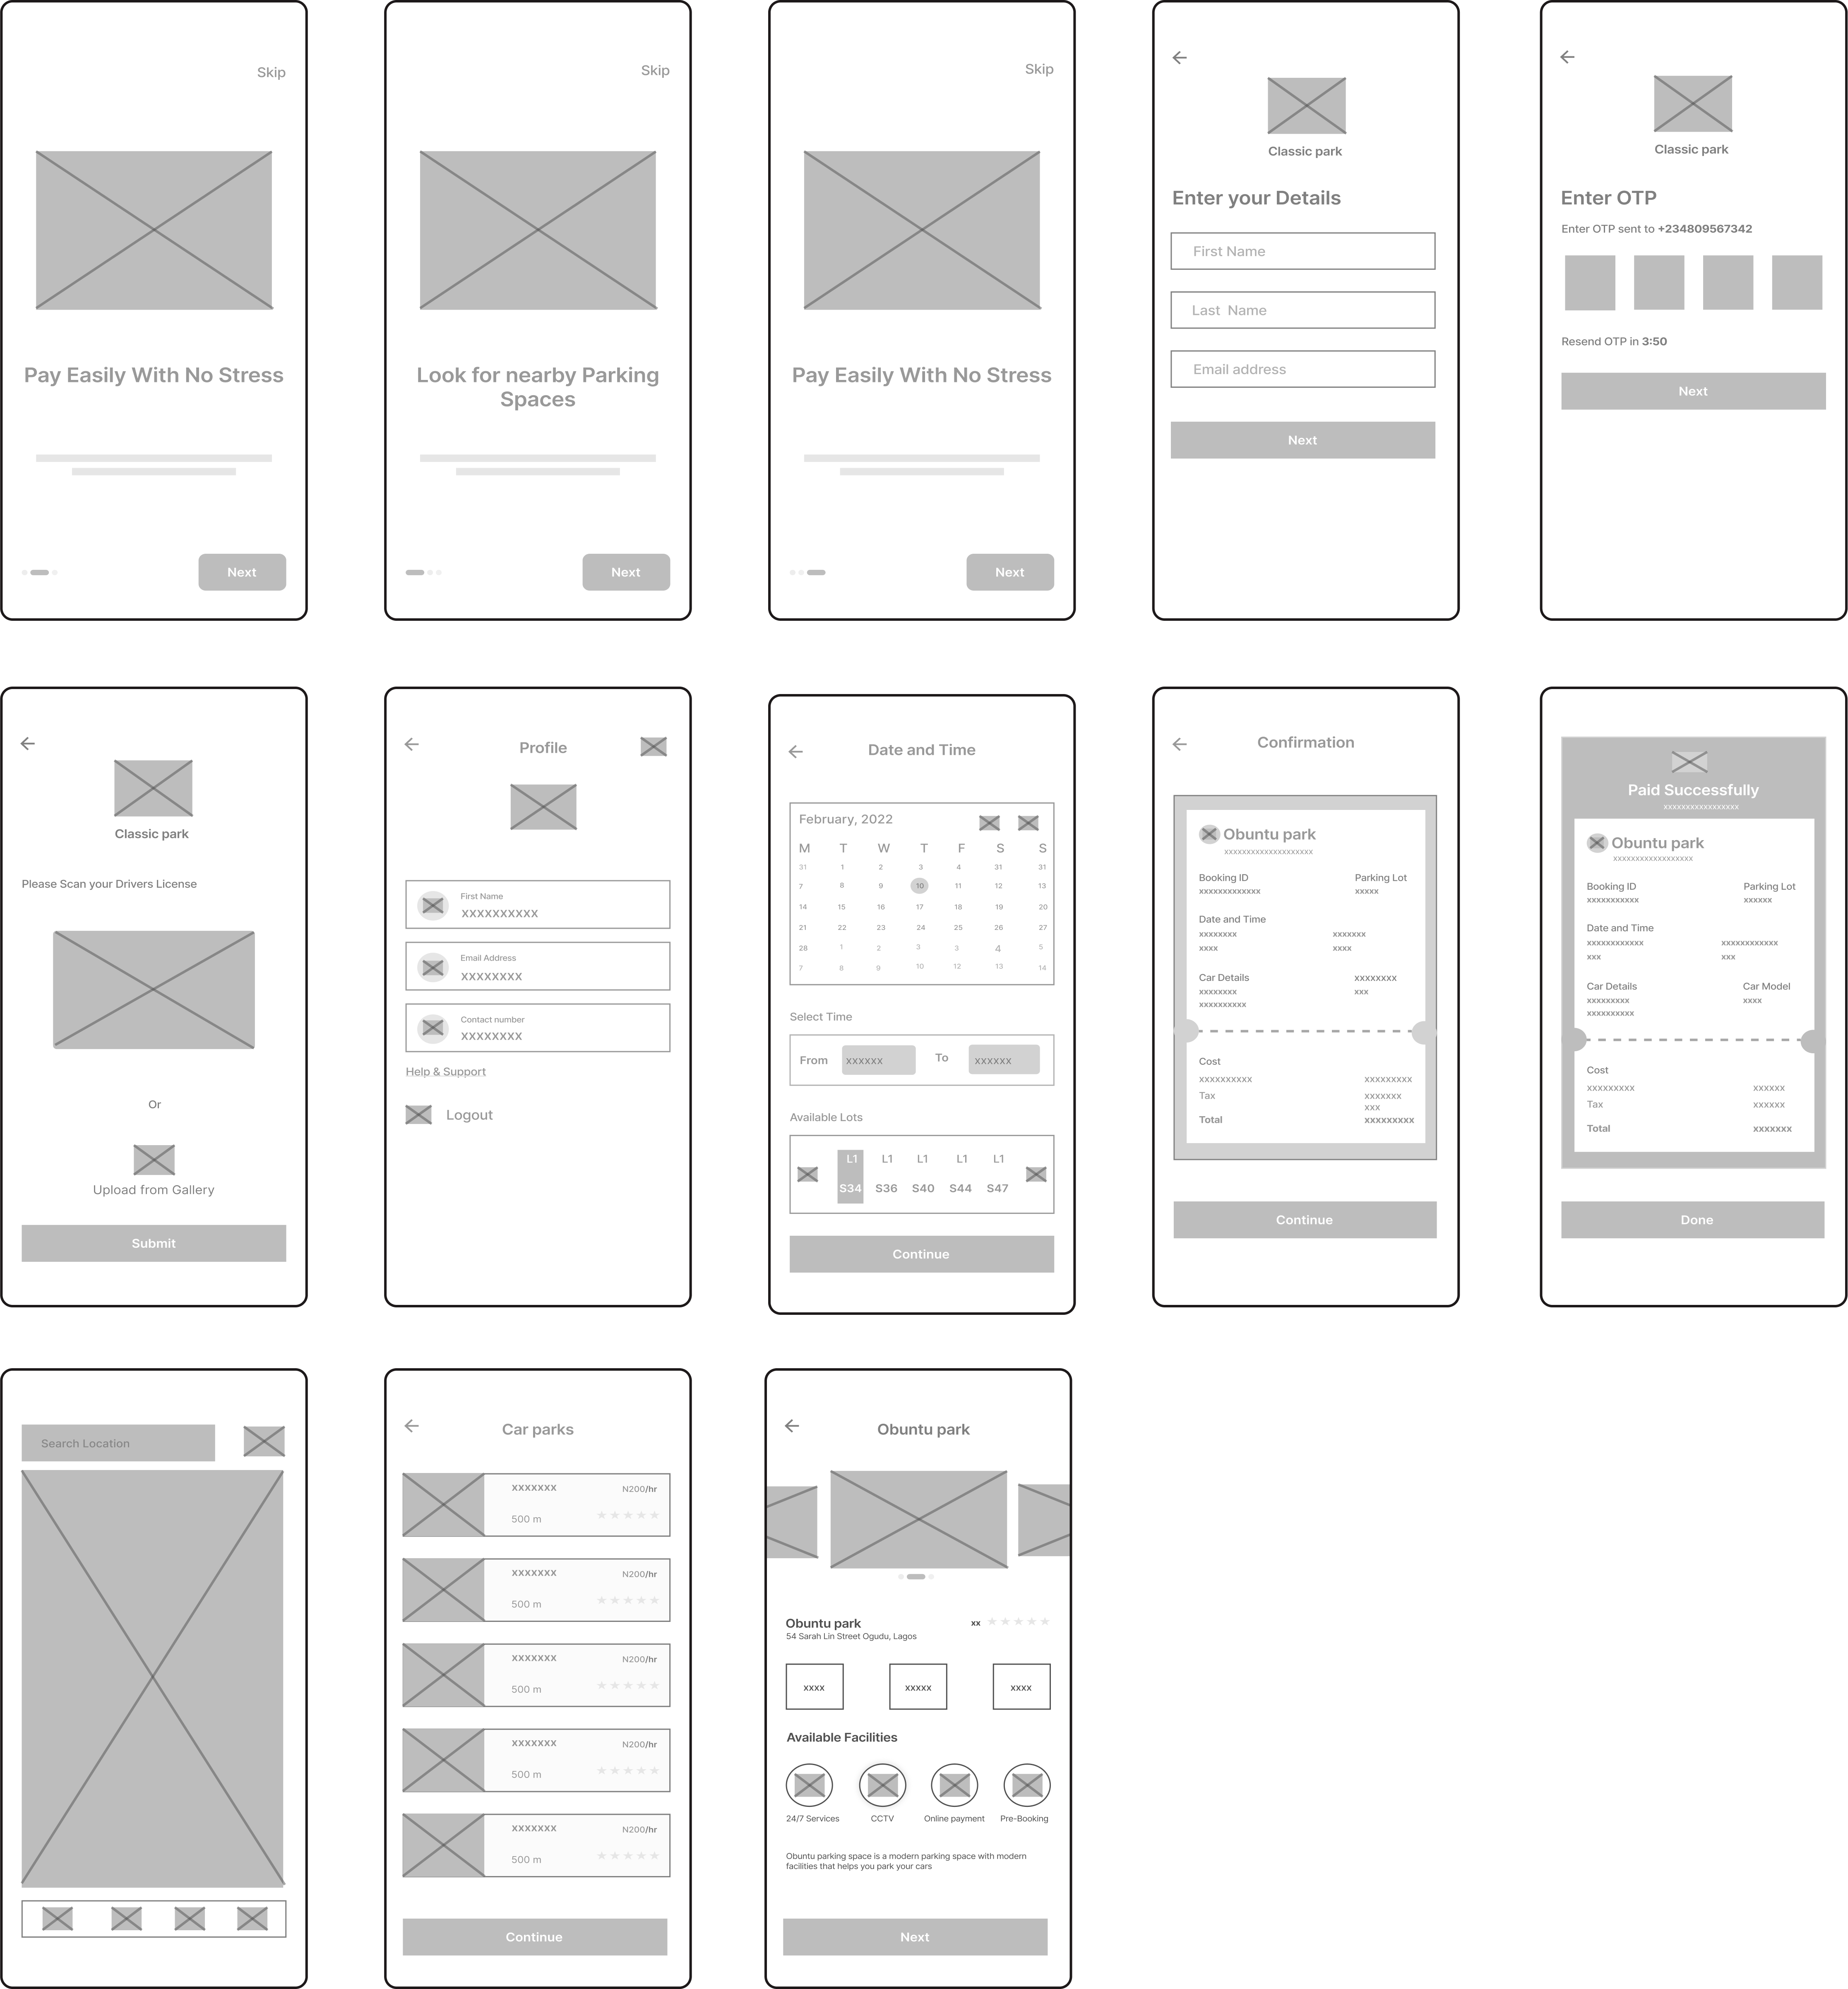 Skip
Pay Easily With No Stress
Next
Skip
Look for nearby Parking
Spaces
Next
Skip
Pay Easily With No Stress
Next
Classic park
Enter your Details
First Name
Last Name
Email address
Next
Classic park
Enter OTP
Enter OTP sent to +234809567342
Resend OTP in 3:50
Next
Classic park
Please Scan your Drivers License
Or
Upload from Gallery
Submit
Profile
First Name
XXXXXXXXXX
Email Address
XXXXXXXX
Contact number
XXXXXXXX
Help & Support
Logout
Date and Time
February, 2022
M T W T F S S
31 1 2 3 4 31 31
7 8 9 10 11 12 13
14 15 16 17 18 19 20
21 22 23 24 25 26 27
28 1 2 3 3 4 5
7 8 9 10 12 13 14
Select Time
From xxxxxx To xxxxxx
Available Lots
L1 L1 L1 L1 L1
S34 S36 S40 S44 S47
Continue
Confirmation
Obuntu park
xxxxxxxxxxxxxxxxxxxx
Booking ID Parking Lot
xxxxxxxxxxxxx xxxxx
Date and Time
xxxxxxxx xxxxxxx
xxxx xxxx
Car Details xxxxxxxx
xxxxxxxx xxx
xxxxxxxxxx
Cost
xxxxxxxxxx xxxxxxxxx
Tax xxxxxxx
xxx
Total xxxxxxxxx
Continue
Paid Successfully
xxxxxxxxxxxxxxxxx
Obuntu park
xxxxxxxxxxxxxxxxxx
Booking ID Parking Lot
xxxxxxxxxxx xxxxxx
Date and Time
xxxxxxxxxxxx xxxxxxxxxxxx
xxx xxx
Car Details Car Model
xxxxxxxxx xxxx
xxxxxxxxxx
Cost
xxxxxxxxx xxxxxx
Tax xxxxxx
Total xxxxxxx
Done
Search Location
Car parks
xxxxxxx N200/hr
500 m
xxxxxxx N200/hr
500 m
xxxxxxx N200/hr
500 m
xxxxxxx N200/hr
500 m
xxxxxxx N200/hr
500 m
Continue
Obuntu park
Obuntu park xx
54 Sarah Lin Street Ogudu, Lagos
xxxx xxxxx xxxx
Available Facilities
24/7 Services CCTV Online payment Pre-Booking
Obuntu parking space is a modern parking space with modern
facilities that helps you park your cars
Next